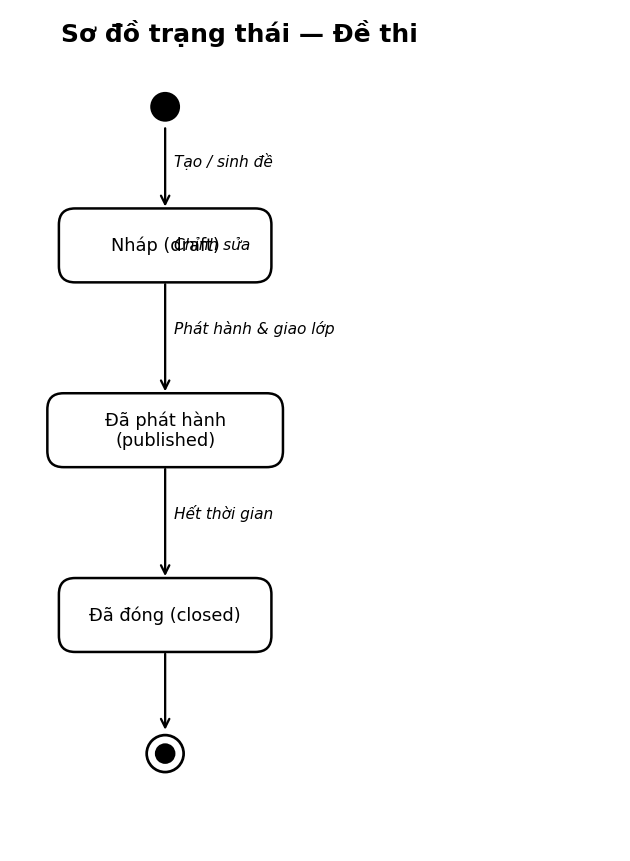 Sơ đồ trạng thái — Đề thi
Tạo / sinh đề
Nháp (draft)
Chỉnh sửa
Phát hành & giao lớp
Đã phát hành
(published)
Hết thời gian
Đã đóng (closed)